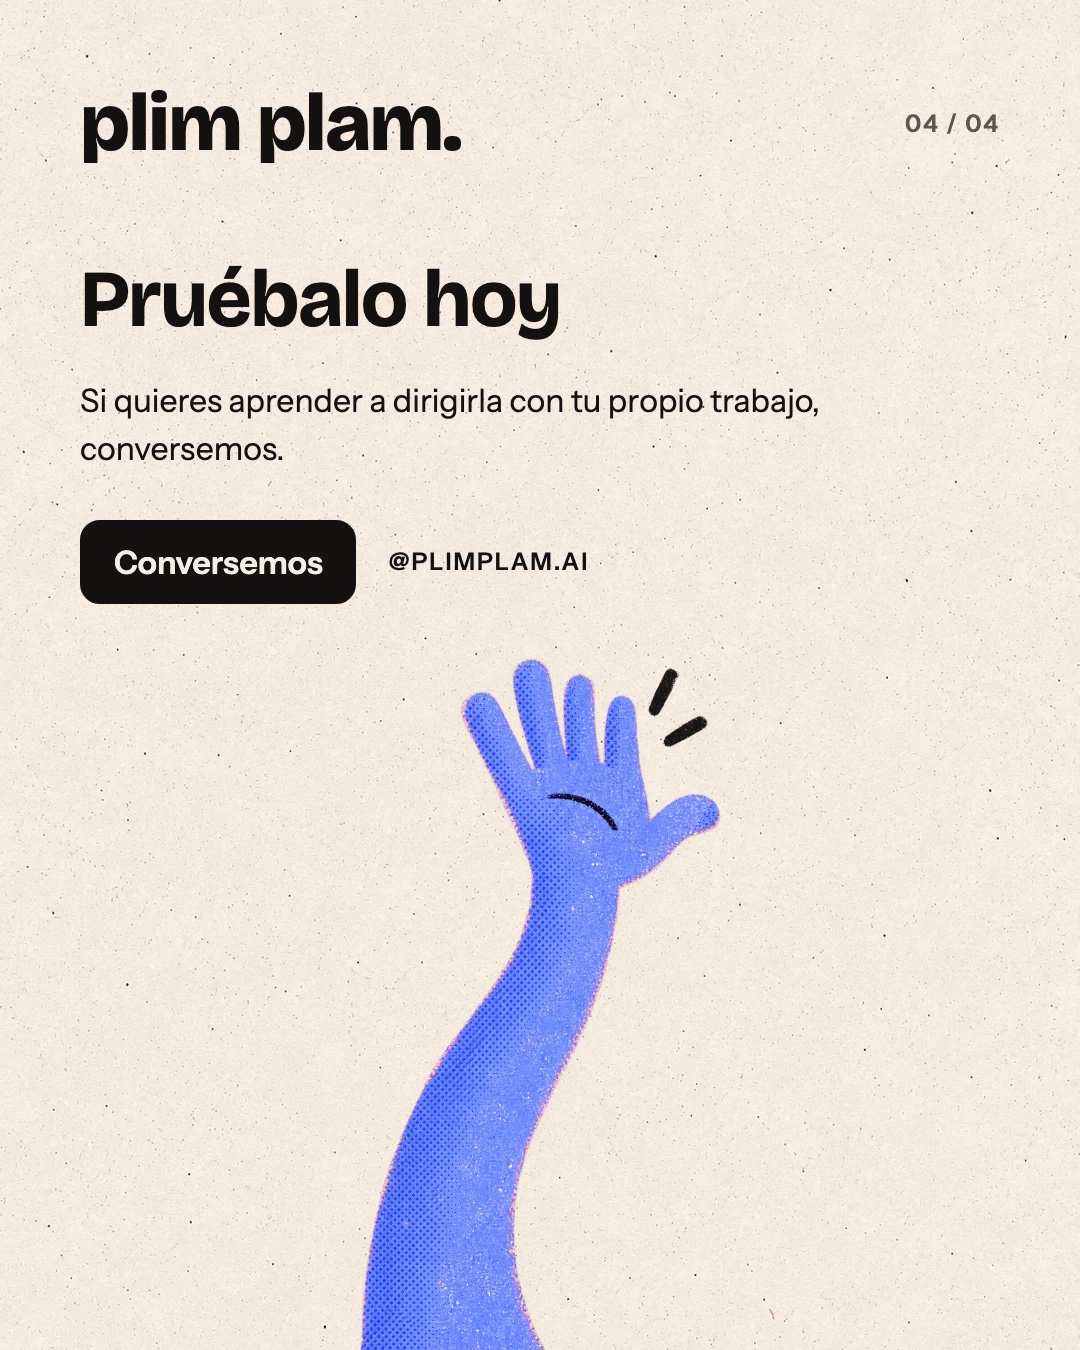 plim plam.
04 / 04
Pruébalo hoy
Si quieres aprender a dirigirla con tu propio trabajo,
conversemos.
Conversemos
@PLIMPLAM.AI